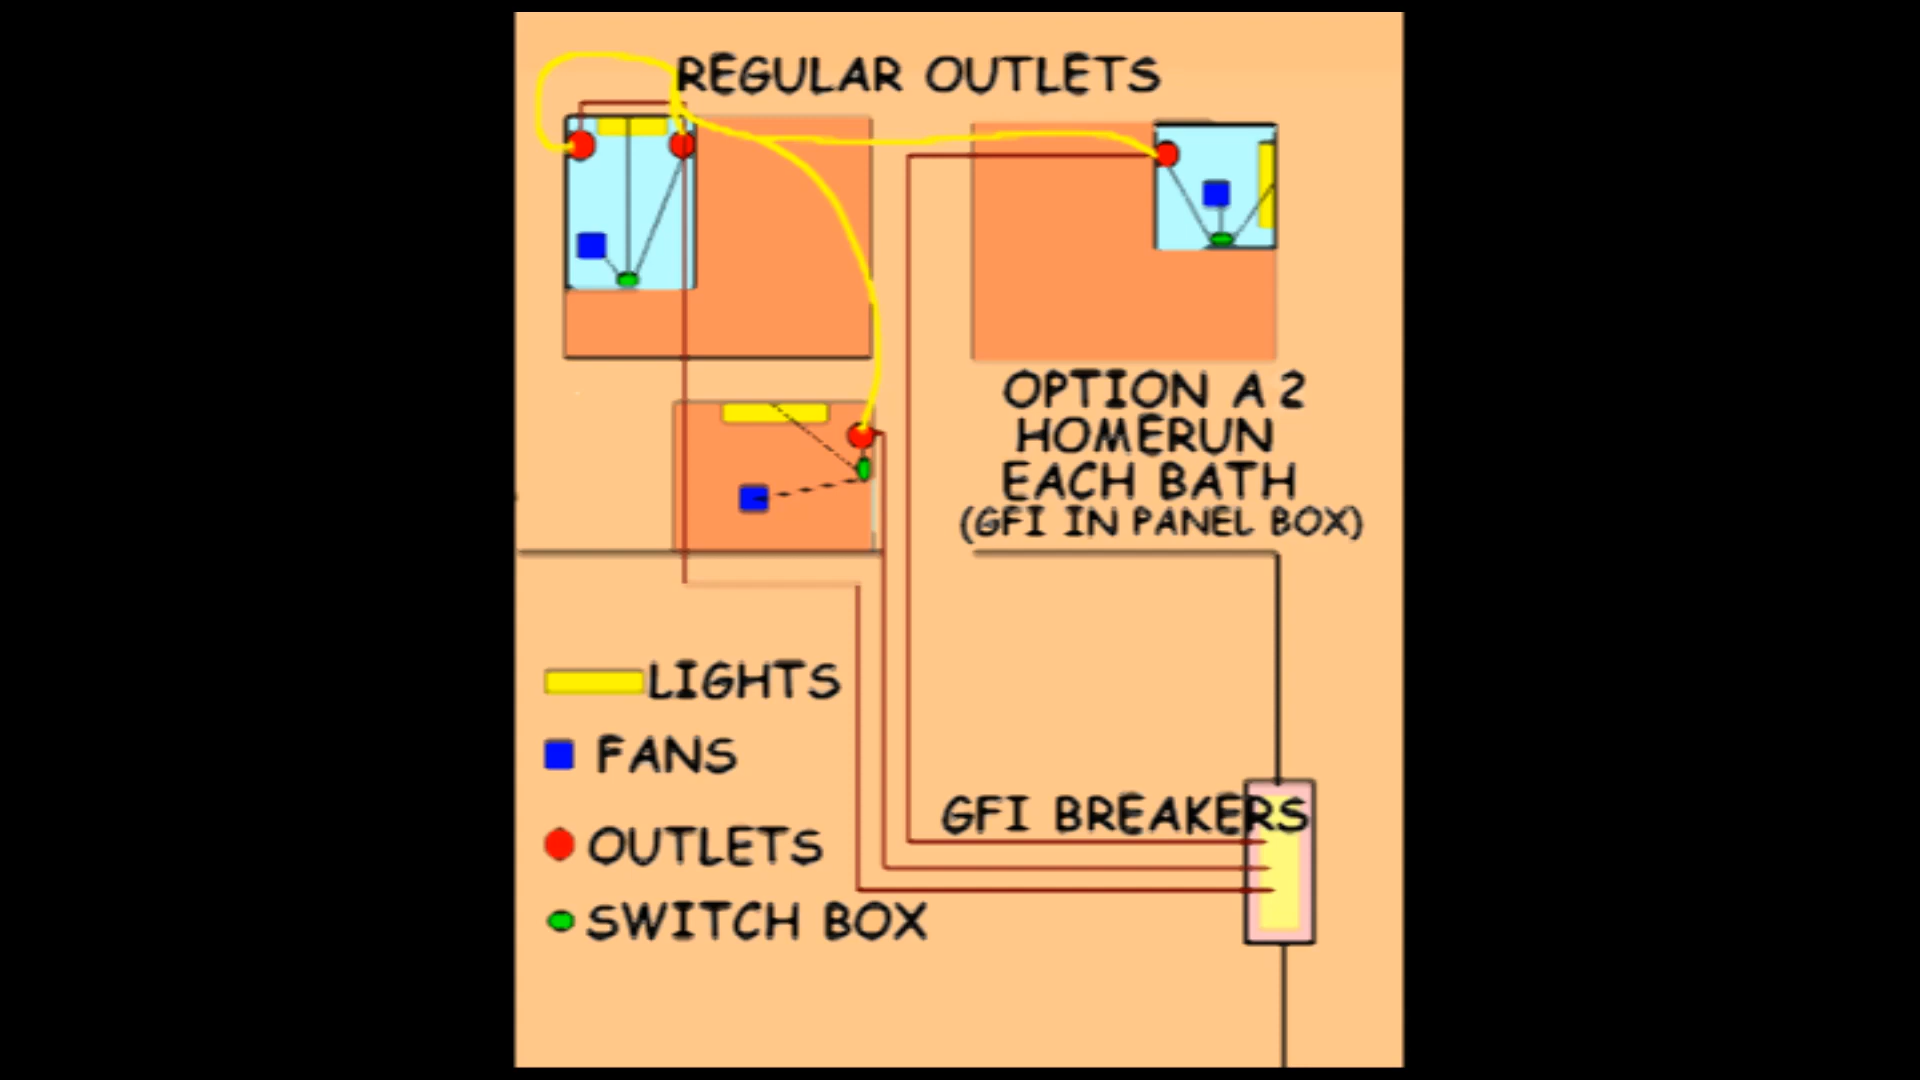 REGULAR OUTLETS
OPTION A 2
HOMERUN
EACH BATH
(GFI IN PANEL BOX)
LIGHTS
FANS
GFI BREAKERS
OUTLETS
SWITCH BOX